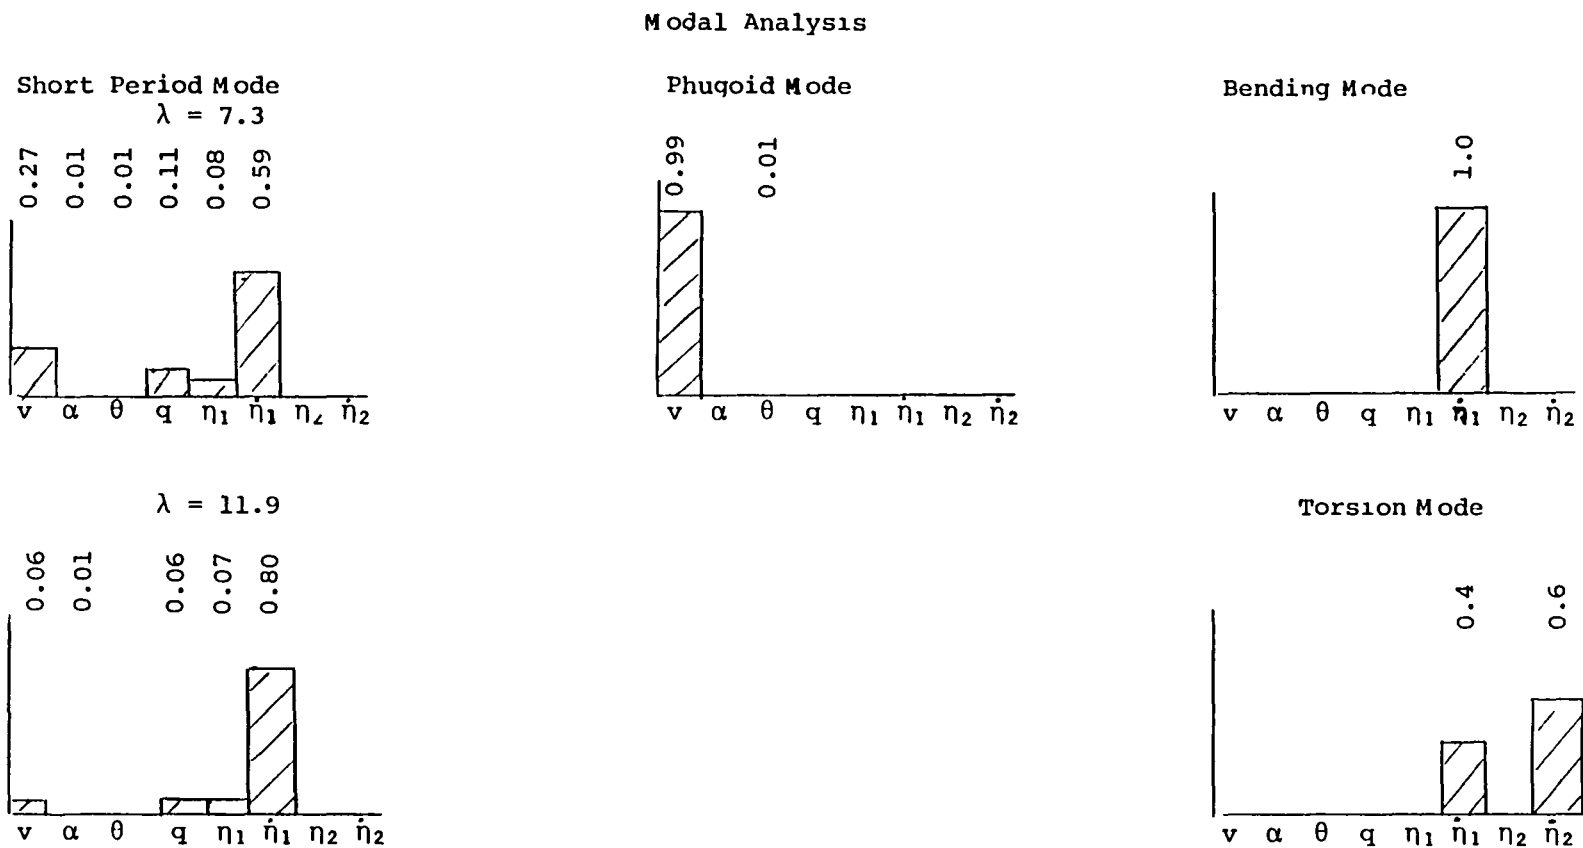 Modal Analysis
Short Period Mode
λ = 7.3
0.27 0.01 0.01 0.11 0.08 0.59
v α θ q η1 η̇1 η2 η̇2
Phugoid Mode
0.99 0.01
v α θ q η1 η̇1 η2 η̇2
Bending Mode
1.0
v α θ q η1 η̇1 η2 η̇2
λ = 11.9
0.06 0.01 0.06 0.07 0.80
v α θ q η1 η̇1 η2 η̇2
Torsion Mode
0.4 0.6
v α θ q η1 η̇1 η2 η̇2